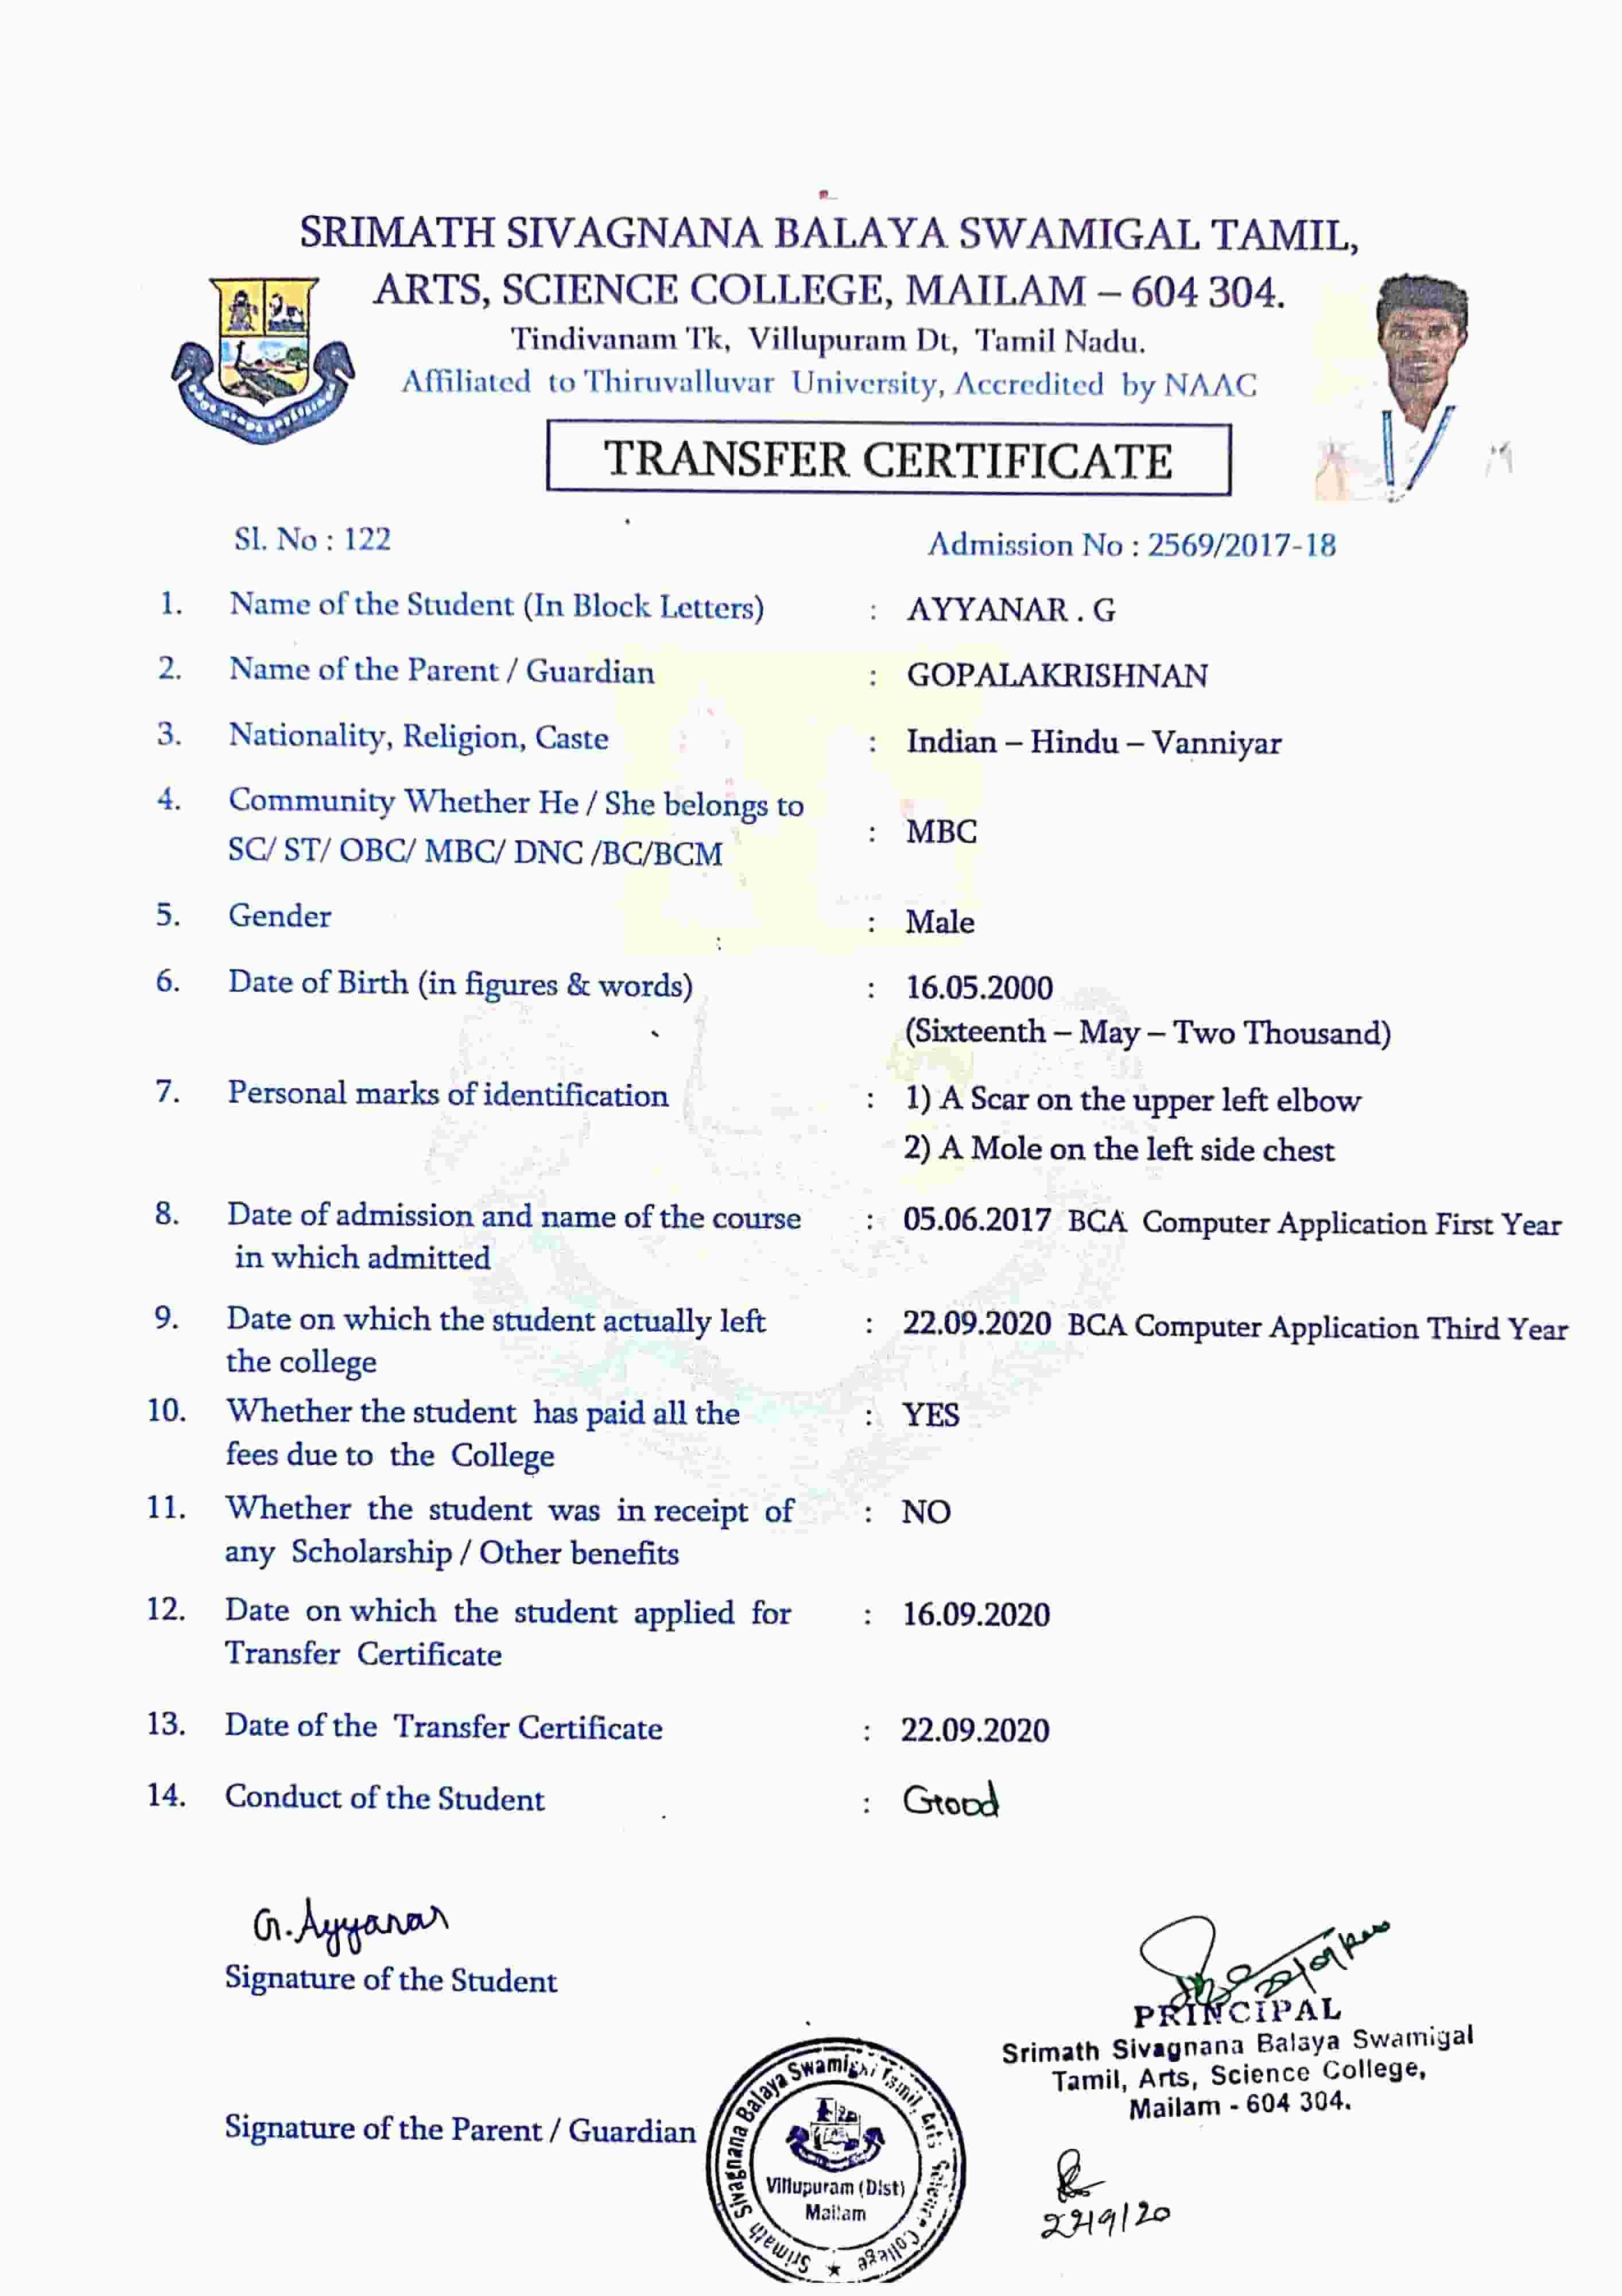 SRIMATH SIVAGNANA BALAYA SWAMIGAL TAMIL,
ARTS, SCIENCE COLLEGE, MAILAM – 604 304.
Tindivanam Tk, Villupuram Dt, Tamil Nadu.
Affiliated to Thiruvalluvar University, Accredited by NAAC
TRANSFER CERTIFICATE
Sl. No : 122 Admission No : 2569/2017-18
1. Name of the Student (In Block Letters) : AYYANAR . G
2. Name of the Parent / Guardian : GOPALAKRISHNAN
3. Nationality, Religion, Caste : Indian – Hindu – Vanniyar
4. Community Whether He / She belongs to
SC/ ST/ OBC/ MBC/ DNC /BC/BCM : MBC
5. Gender : Male
6. Date of Birth (in figures & words) : 16.05.2000
(Sixteenth – May – Two Thousand)
7. Personal marks of identification : 1) A Scar on the upper left elbow
2) A Mole on the left side chest
8. Date of admission and name of the course : 05.06.2017 BCA Computer Application First Year
in which admitted
9. Date on which the student actually left : 22.09.2020 BCA Computer Application Third Year
the college
10. Whether the student has paid all the : YES
fees due to the College
11. Whether the student was in receipt of : NO
any Scholarship / Other benefits
12. Date on which the student applied for : 16.09.2020
Transfer Certificate
13. Date of the Transfer Certificate : 22.09.2020
14. Conduct of the Student : Good
G. Ayyanar
Signature of the Student
PRINCIPAL
Srimath Sivagnana Balaya Swamigal
Tamil, Arts, Science College,
Mailam - 604 304.
Signature of the Parent / Guardian
Srimath Sivagnana Balaya Swamigal Tamil, Arts Science College
Villupuram (Dist)
Mailam
22/9/20